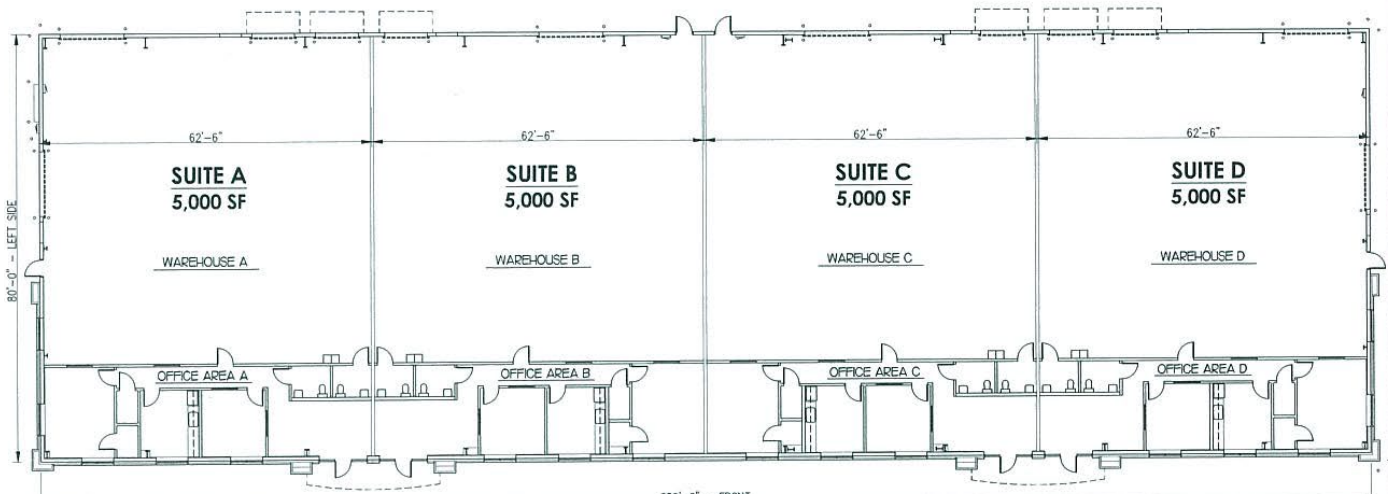 62'-6"
62'-6"
62'-6"
62'-6"
SUITE A
5,000 SF
SUITE B
5,000 SF
SUITE C
5,000 SF
SUITE D
5,000 SF
80'-0" - LEFT SIDE
WAREHOUSE A
WAREHOUSE B
WAREHOUSE C
WAREHOUSE D
OFFICE AREA A
OFFICE AREA B
OFFICE AREA C
OFFICE AREA D
FRONT